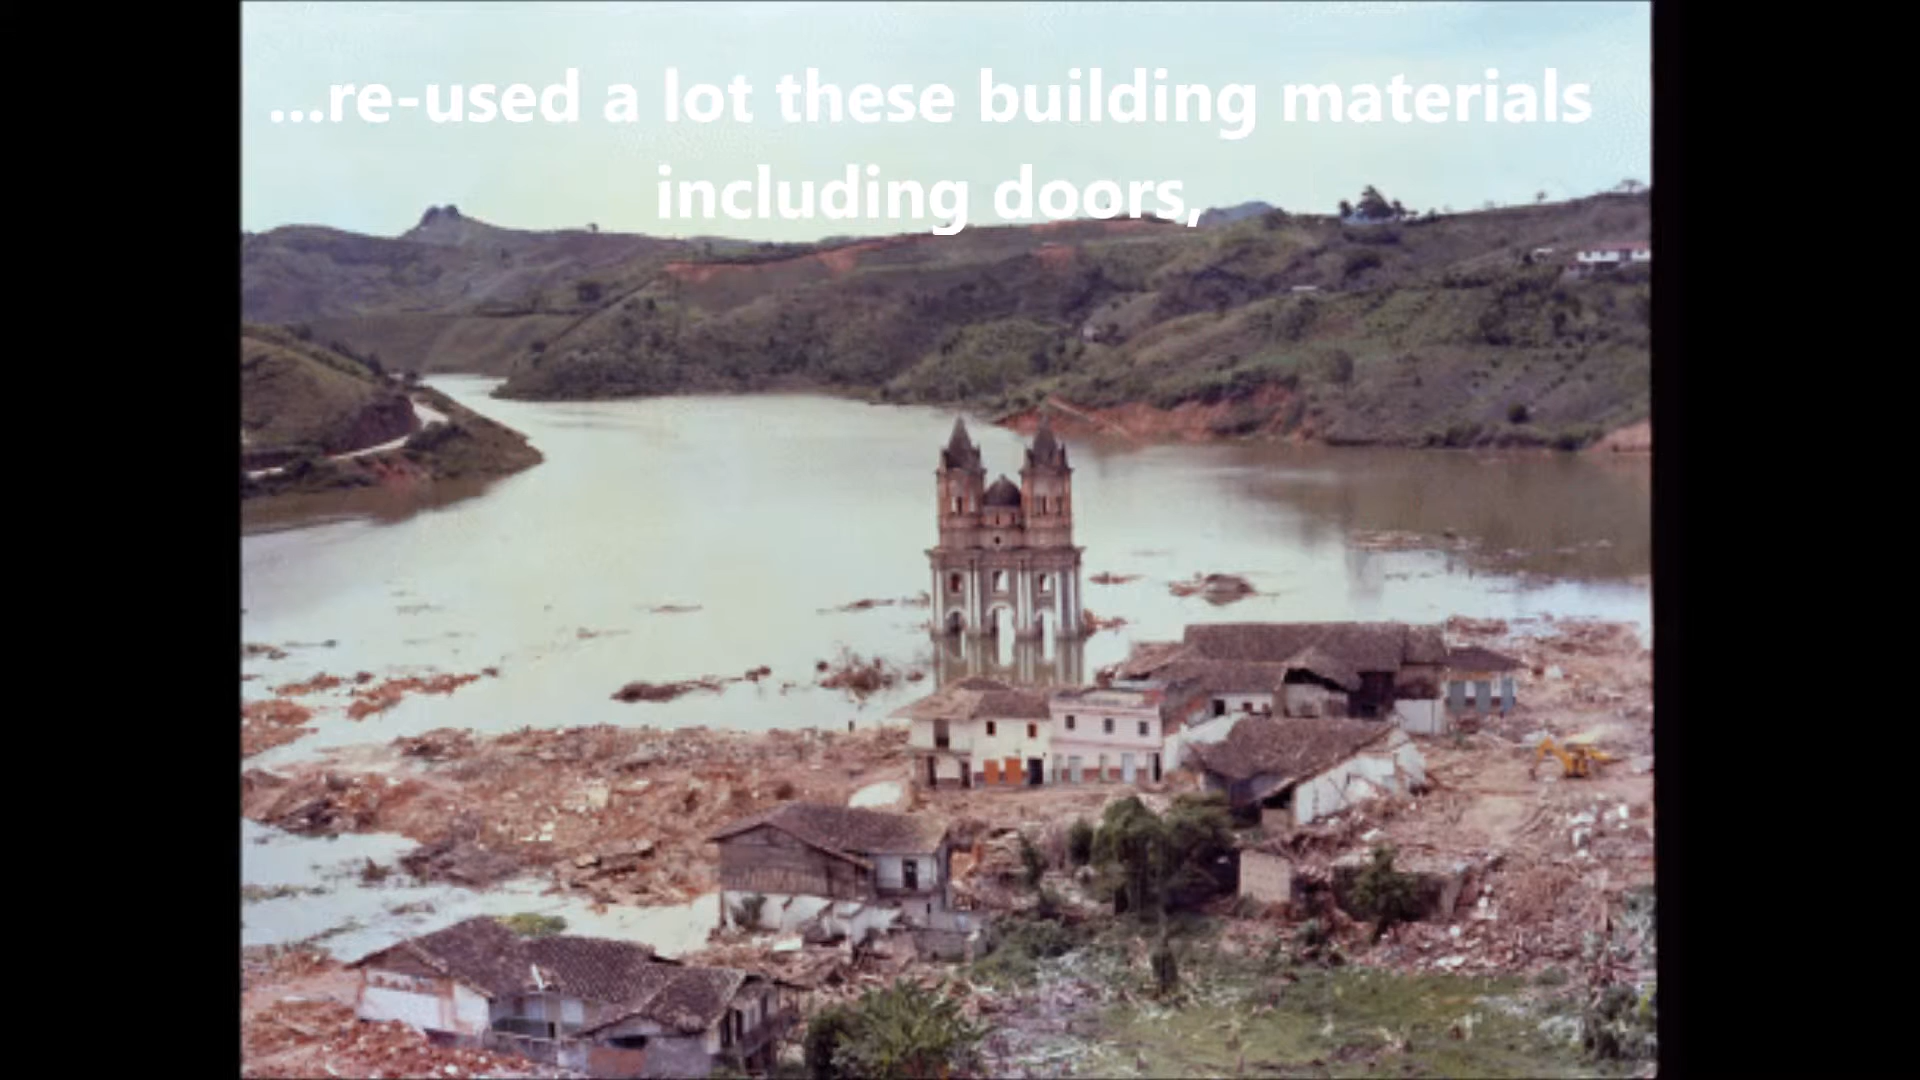 ...re-used a lot these building materials
including doors,